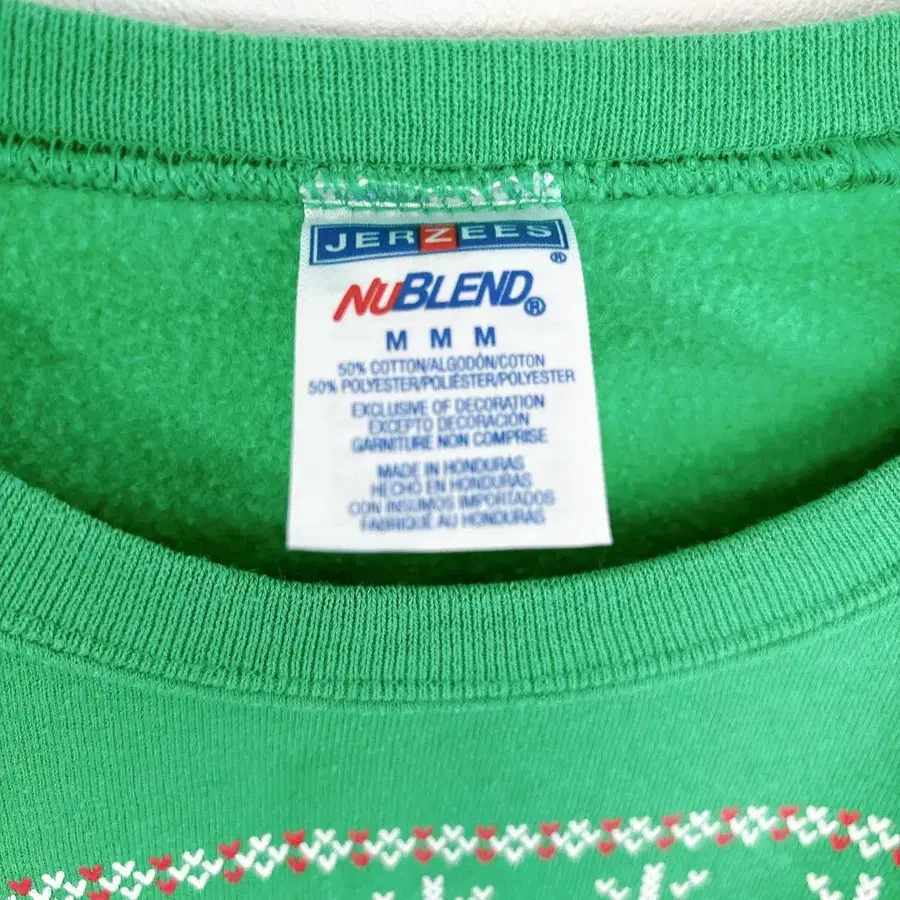 JERZEES®
NUBLEND®
M M M
50% COTTON/ALGODÓN/COTON
50% POLYESTER/POLIÉSTER/POLYESTER
EXCLUSIVE OF DECORATION
EXCEPTO DECORACIÓN
GARNITURE NON COMPRISE
MADE IN HONDURAS
HECHO EN HONDURAS
CON INSUMOS IMPORTADOS
FABRIQUÉ AU HONDURAS